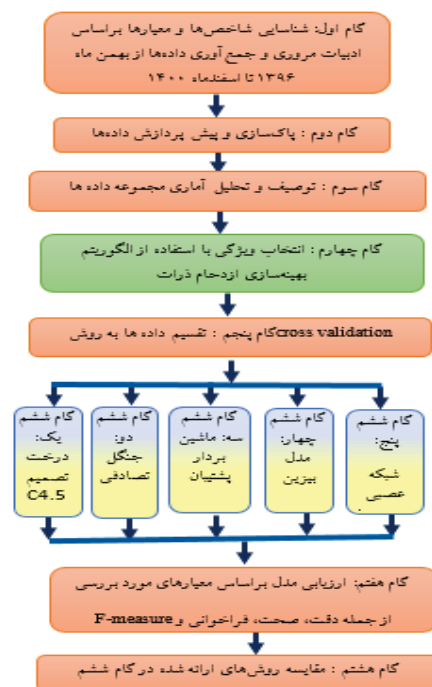 گام اول: شناسایی شاخص‌ها و معیارها براساس
ادبیات مروری و جمع آوری داده‌ها از بهمن ماه
۱۳۹۶ تا اسفندماه ۱۴۰۰
گام دوم : پاک‌سازی و پیش پردازش داده‌ها
گام سوم : توصیف و تحلیل آماری مجموعه داده ها
گام چهارم : انتخاب ویژگی با استفاده از الگوریتم
بهینه‌سازی ازدحام ذرات
cross validationگام پنجم : تقسیم داده ها به روش
گام ششم
یک:
درخت
تصمیم
C4.5
گام ششم
دو:
جنگل
تصادفی
گام ششم
سه: ماشین
بردار
پشتیبان
گام ششم
چهار:
مدل
بیزین
گام ششم
پنج:
شبکه
عصبی
گام هفتم: ارزیابی مدل براساس معیارهای مورد بررسی
از جمله دقت، صحت، فراخوانی و F-measure
گام هشتم : مقایسه روش‌های ارائه شده در گام ششم